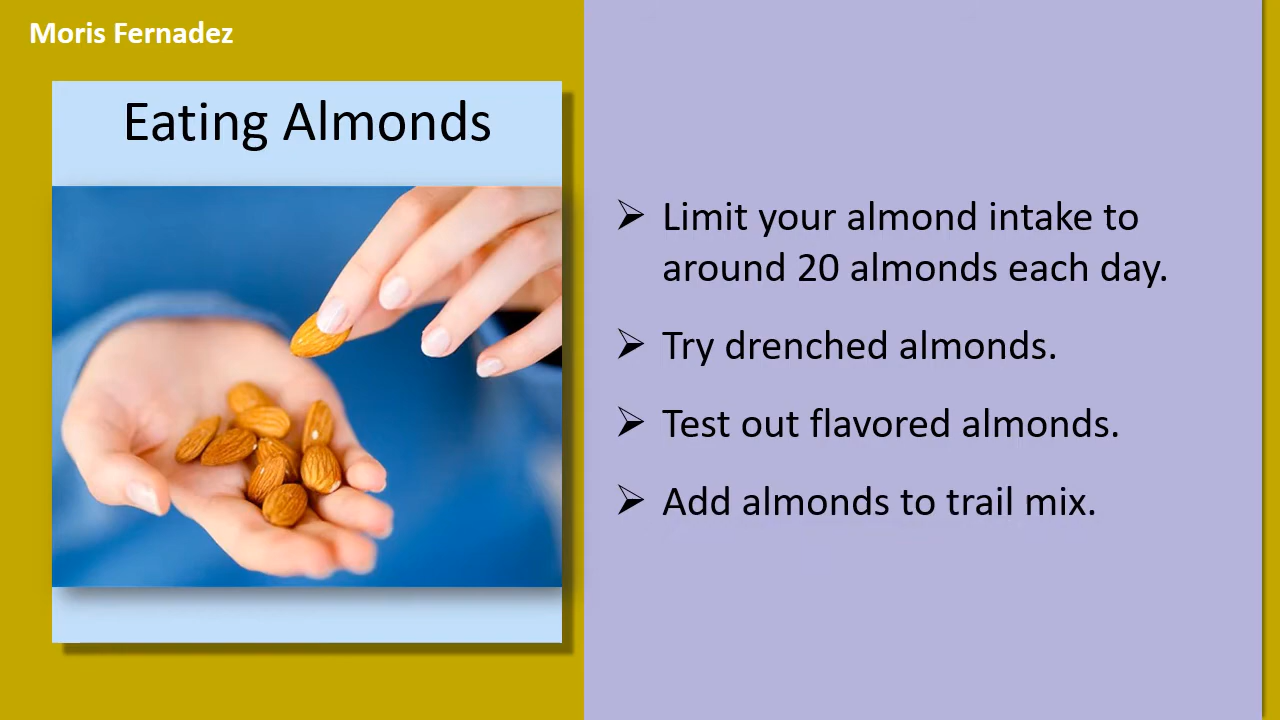 Moris Fernadez
Eating Almonds
➢ Limit your almond intake to
around 20 almonds each day.
➢ Try drenched almonds.
➢ Test out flavored almonds.
➢ Add almonds to trail mix.